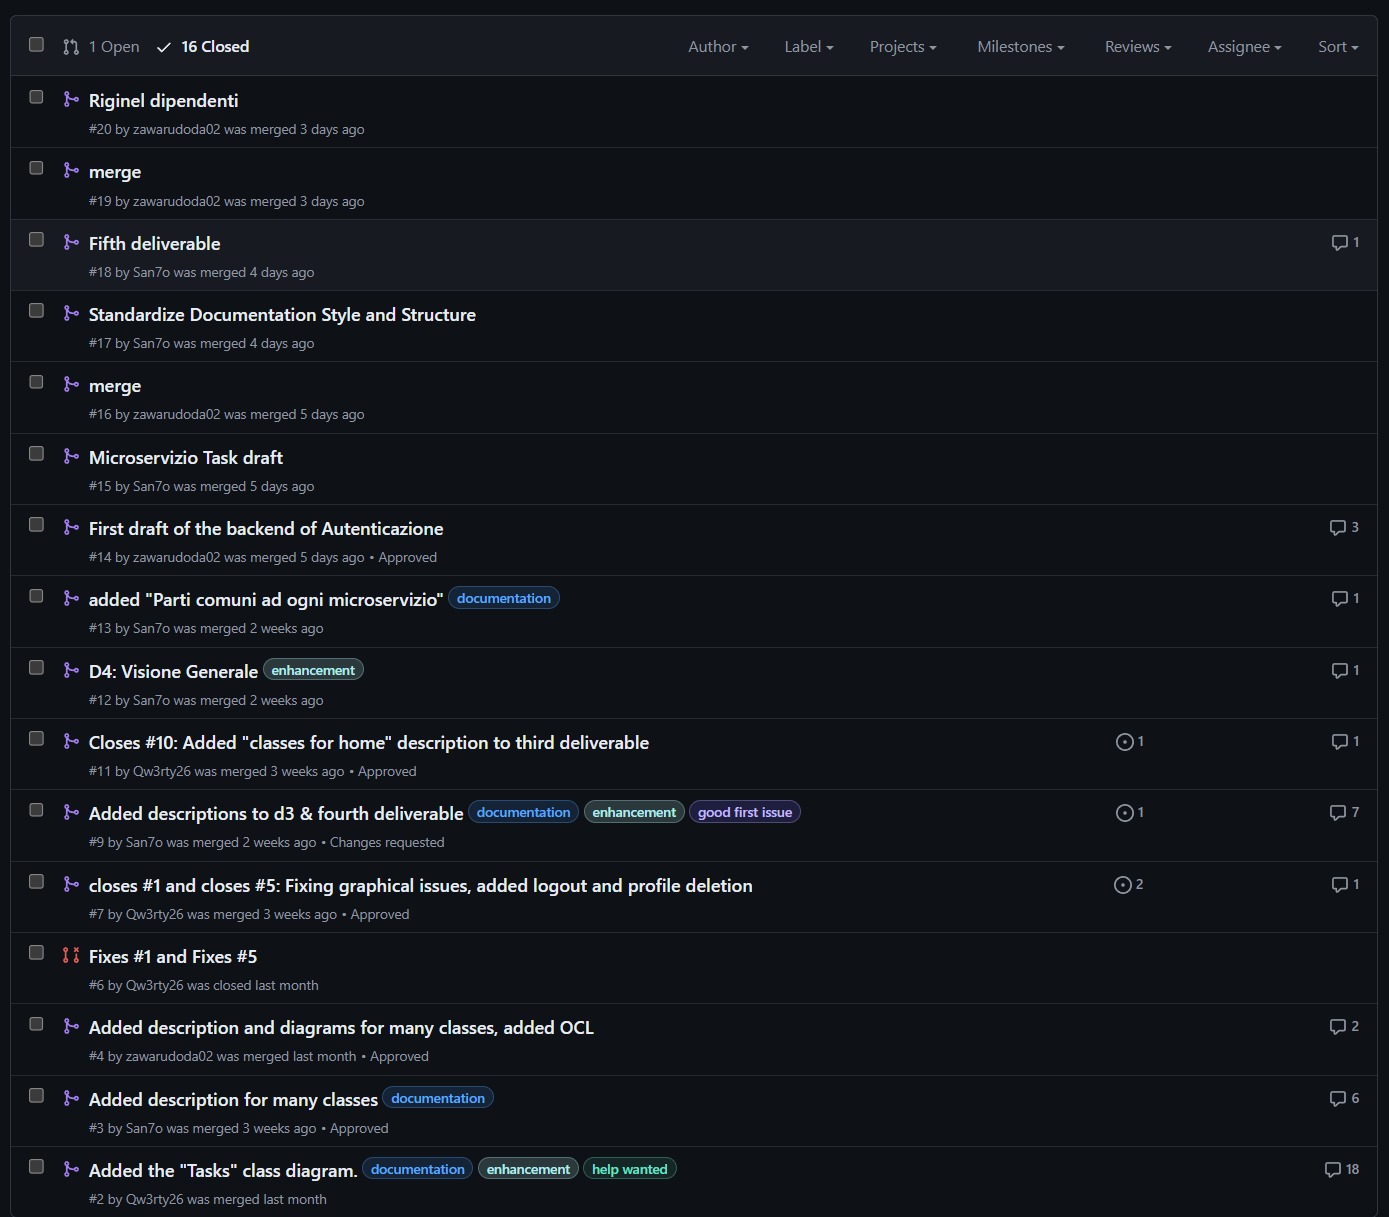 1 Open 16 Closed Author Label Projects Milestones Reviews Assignee Sort
Riginel dipendenti
#20 by zawarudoda02 was merged 3 days ago
merge
#19 by zawarudoda02 was merged 3 days ago
Fifth deliverable 1
#18 by San7o was merged 4 days ago
Standardize Documentation Style and Structure
#17 by San7o was merged 4 days ago
merge
#16 by zawarudoda02 was merged 5 days ago
Microservizio Task draft
#15 by San7o was merged 5 days ago
First draft of the backend of Autenticazione 3
#14 by zawarudoda02 was merged 5 days ago • Approved
added "Parti comuni ad ogni microservizio" documentation 1
#13 by San7o was merged 2 weeks ago
D4: Visione Generale enhancement 1
#12 by San7o was merged 2 weeks ago
Closes #10: Added "classes for home" description to third deliverable 1 1
#11 by Qw3rty26 was merged 3 weeks ago • Approved
Added descriptions to d3 & fourth deliverable documentation enhancement good first issue 1 7
#9 by San7o was merged 2 weeks ago • Changes requested
closes #1 and closes #5: Fixing graphical issues, added logout and profile deletion 2 1
#7 by Qw3rty26 was merged 3 weeks ago • Approved
Fixes #1 and Fixes #5
#6 by Qw3rty26 was closed last month
Added description and diagrams for many classes, added OCL 2
#4 by zawarudoda02 was merged last month • Approved
Added description for many classes documentation 6
#3 by San7o was merged 3 weeks ago • Approved
Added the "Tasks" class diagram. documentation enhancement help wanted 18
#2 by Qw3rty26 was merged last month